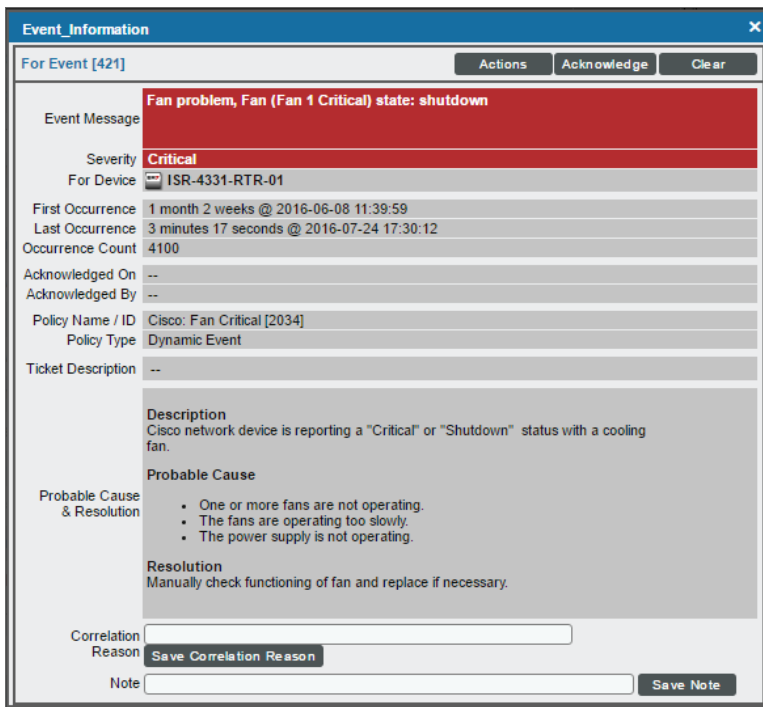 Event_Information
For Event [421]
Actions Acknowledge Clear
Event Message Fan problem, Fan (Fan 1 Critical) state: shutdown
Severity Critical
For Device ISR-4331-RTR-01
First Occurrence 1 month 2 weeks @ 2016-06-08 11:39:59
Last Occurrence 3 minutes 17 seconds @ 2016-07-24 17:30:12
Occurrence Count 4100
Acknowledged On --
Acknowledged By --
Policy Name / ID Cisco: Fan Critical [2034]
Policy Type Dynamic Event
Ticket Description --
Probable Cause
& Resolution
Description
Cisco network device is reporting a "Critical" or "Shutdown" status with a cooling
fan.
Probable Cause
• One or more fans are not operating.
• The fans are operating too slowly.
• The power supply is not operating.
Resolution
Manually check functioning of fan and replace if necessary.
Correlation
Reason
Save Correlation Reason
Note
Save Note